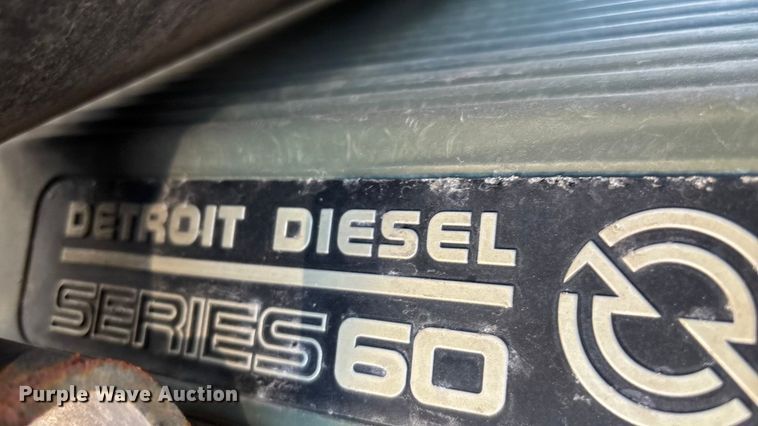 DETROIT DIESEL
SERIES 60
Purple Wave Auction